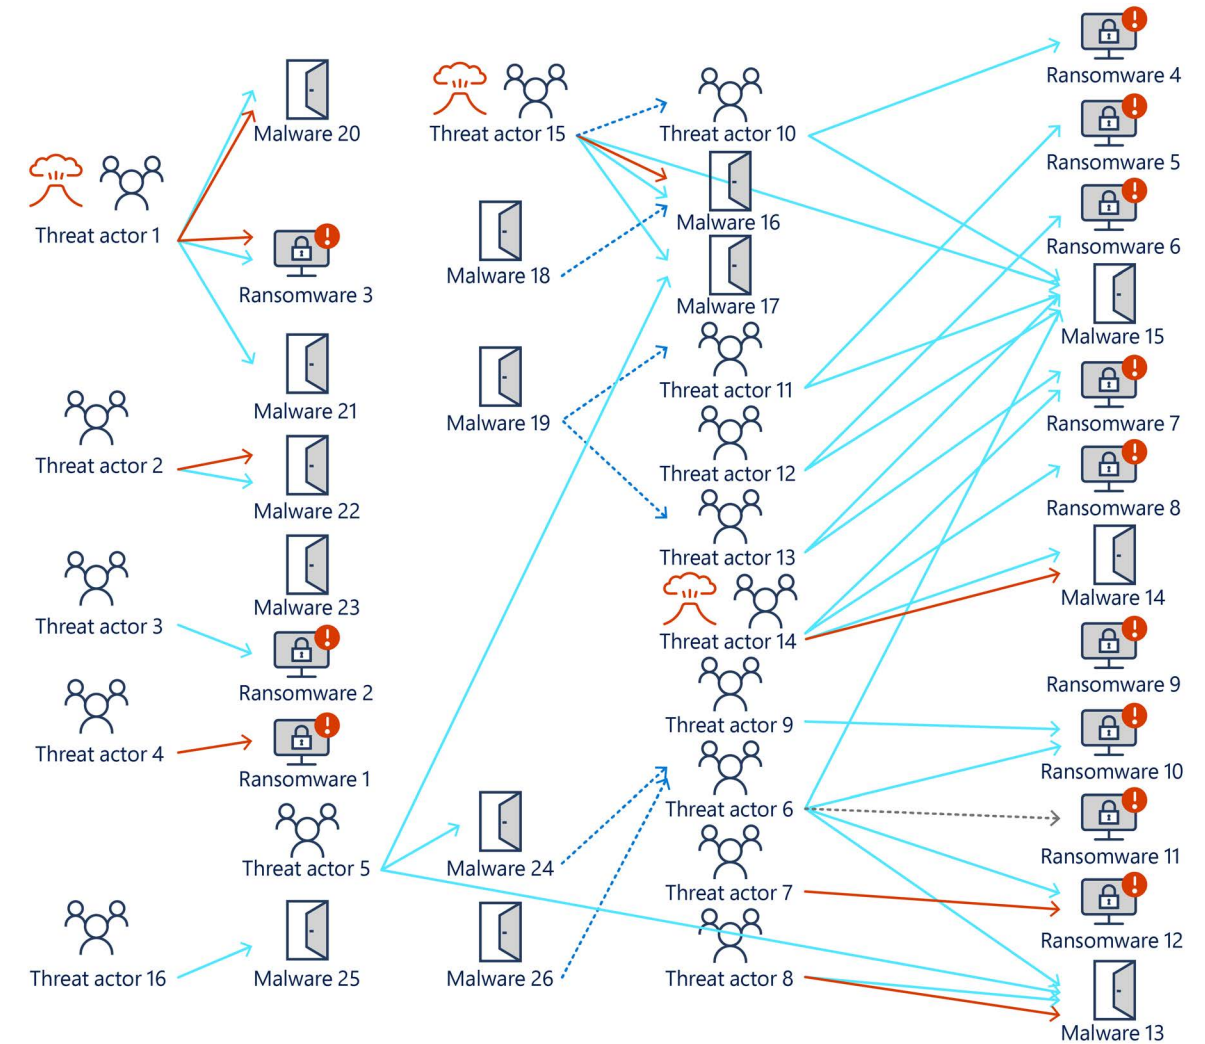 Threat actor 1
Threat actor 2
Threat actor 3
Threat actor 4
Threat actor 16
Malware 20
Ransomware 3
Malware 21
Malware 22
Malware 23
Ransomware 2
Ransomware 1
Threat actor 5
Malware 25
Threat actor 15
Malware 18
Malware 19
Malware 24
Malware 26
Threat actor 10
Malware 16
Malware 17
Threat actor 11
Threat actor 12
Threat actor 13
Threat actor 14
Threat actor 9
Threat actor 6
Threat actor 7
Threat actor 8
Ransomware 4
Ransomware 5
Ransomware 6
Malware 15
Ransomware 7
Ransomware 8
Malware 14
Ransomware 9
Ransomware 10
Ransomware 11
Ransomware 12
Malware 13